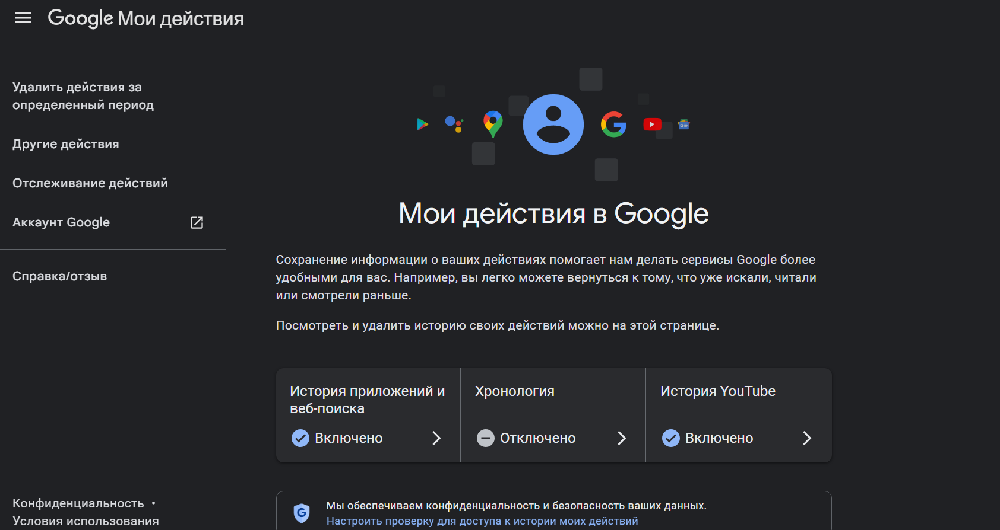 Google Мои действия
Удалить действия за
определенный период
Другие действия
Отслеживание действий
Аккаунт Google
Справка/отзыв
Конфиденциальность •
Условия использования
Мои действия в Google
Сохранение информации о ваших действиях помогает нам делать сервисы Google более
удобными для вас. Например, вы легко можете вернуться к тому, что уже искали, читали
или смотрели раньше.
Посмотреть и удалить историю своих действий можно на этой странице.
История приложений и
веб-поиска
Включено
Хронология
Отключено
История YouTube
Включено
Мы обеспечиваем конфиденциальность и безопасность ваших данных.
Настроить проверку для доступа к истории моих действий